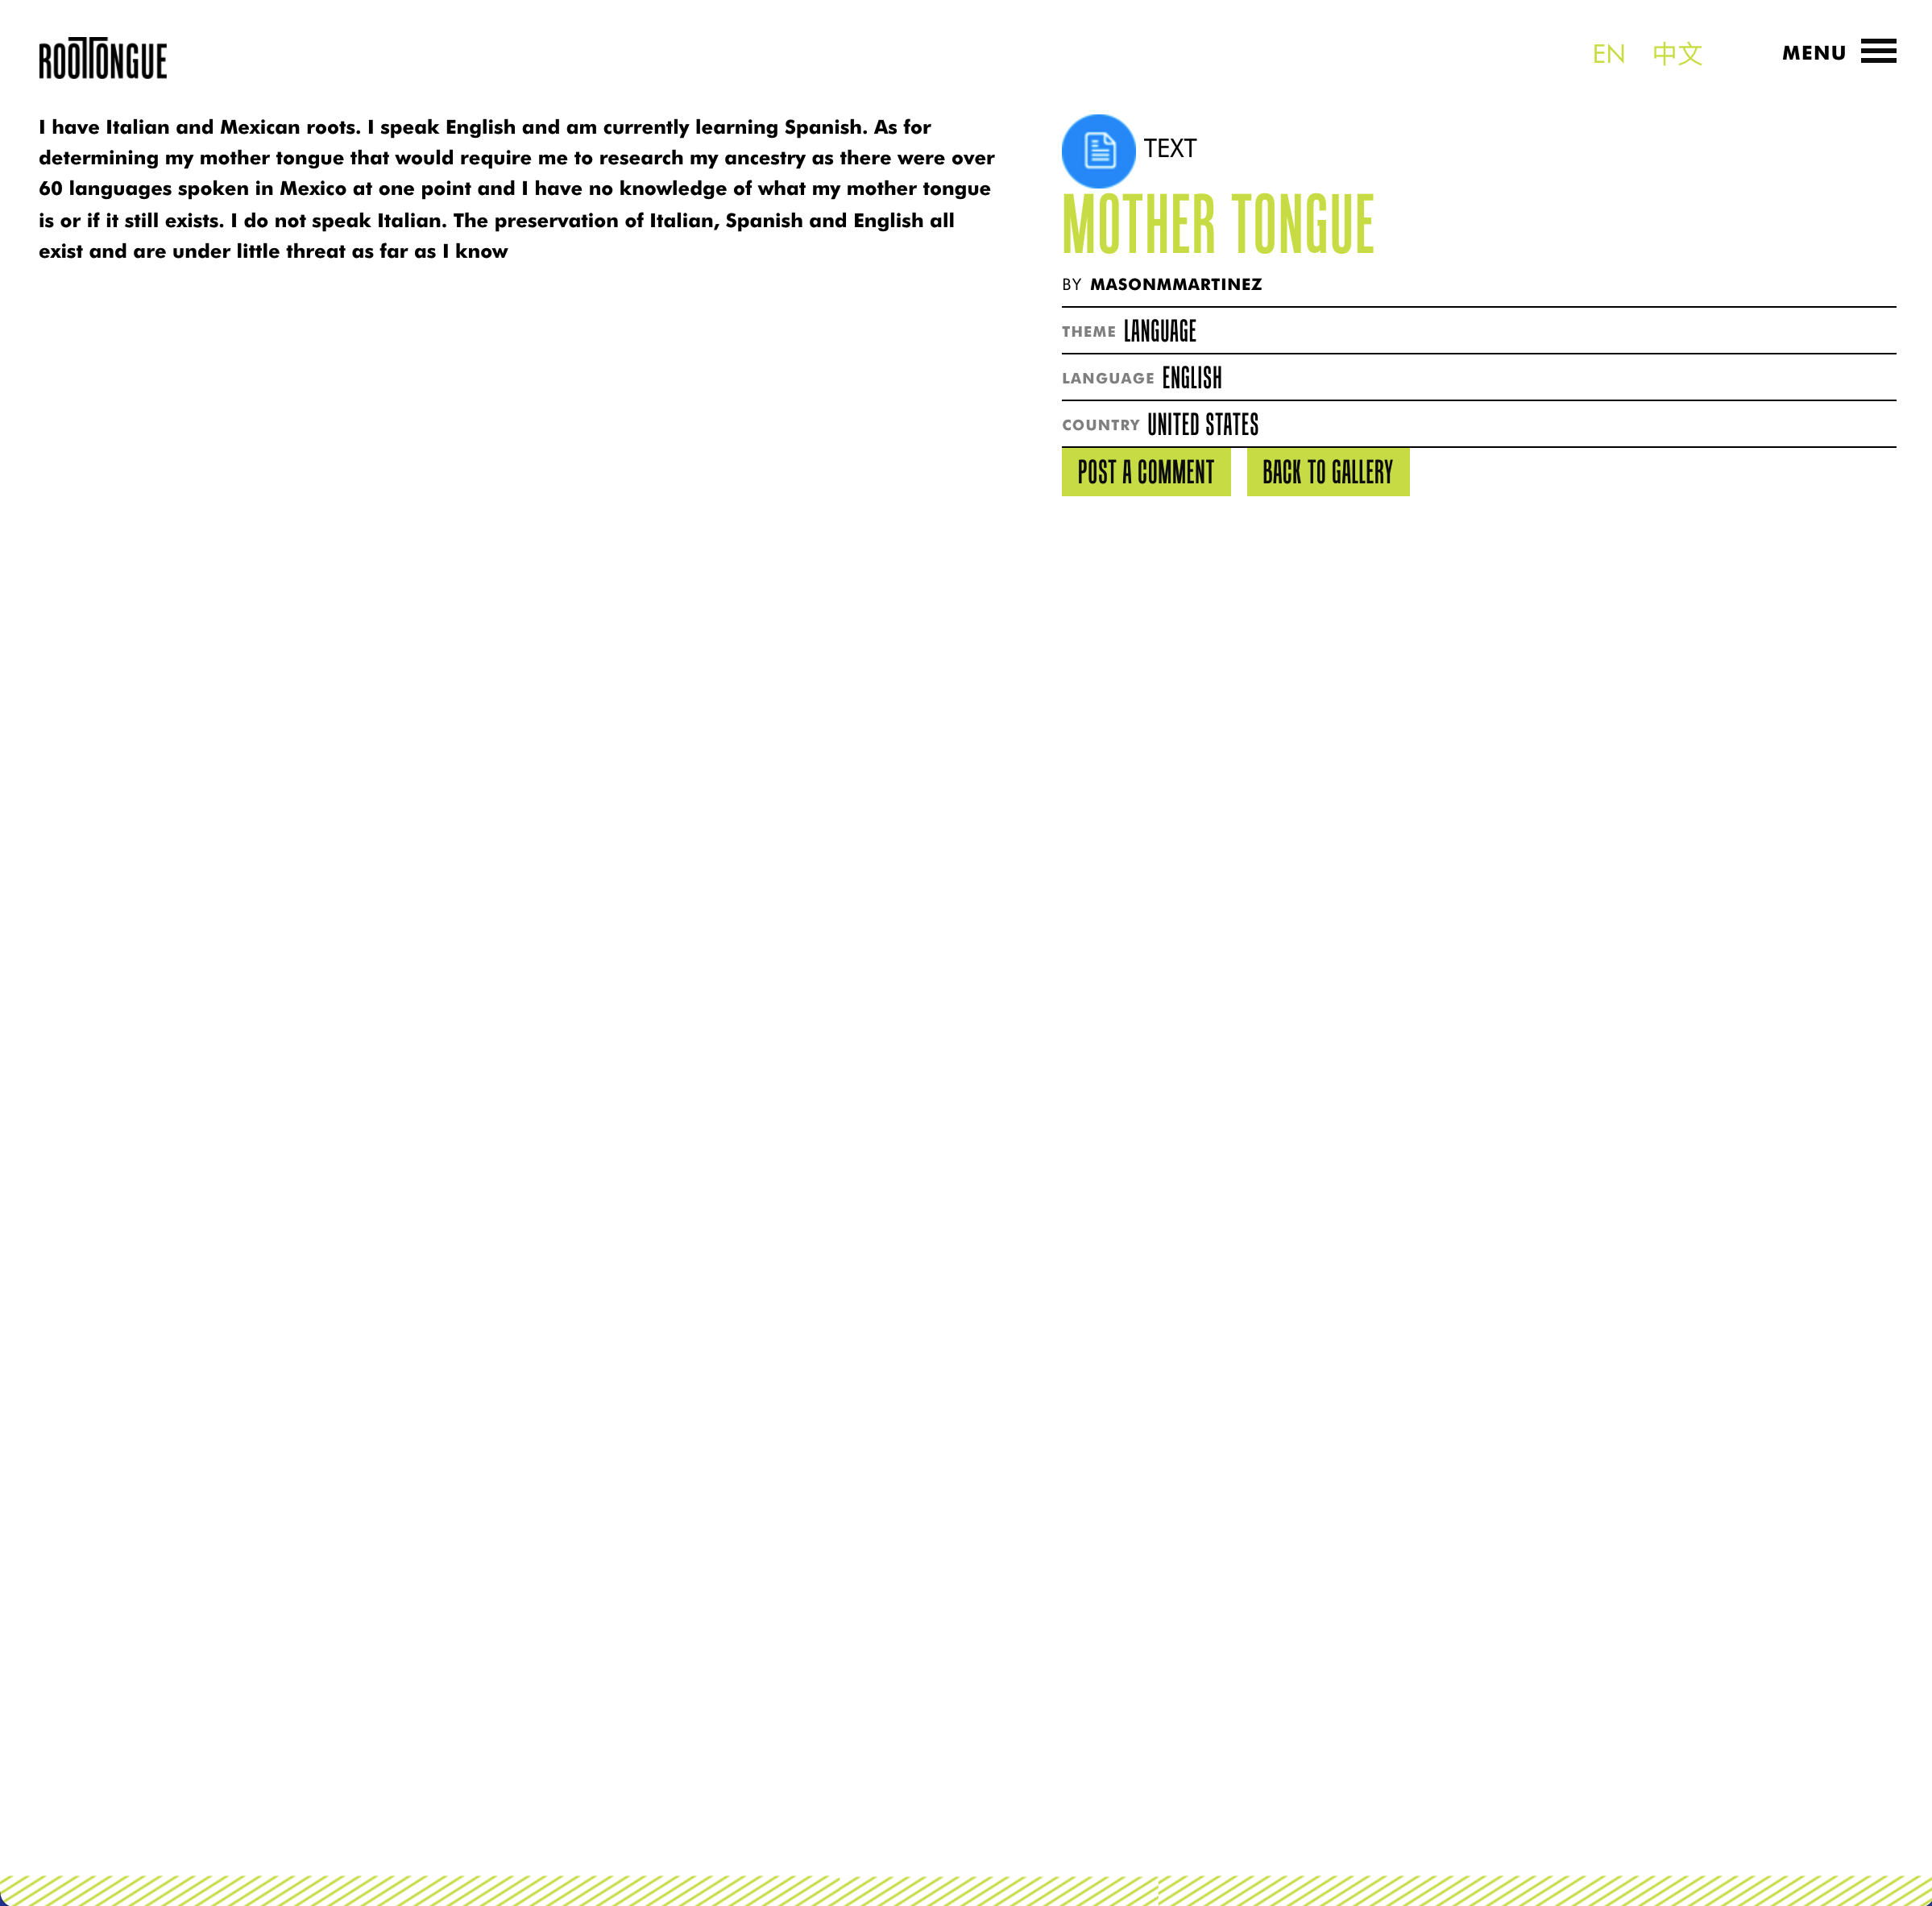 ROOTTONGUE
EN 中文 MENU
I have Italian and Mexican roots. I speak English and am currently learning Spanish. As for
determining my mother tongue that would require me to research my ancestry as there were over
60 languages spoken in Mexico at one point and I have no knowledge of what my mother tongue
is or if it still exists. I do not speak Italian. The preservation of Italian, Spanish and English all
exist and are under little threat as far as I know
TEXT
MOTHER TONGUE
BY MASONMMARTINEZ
THEME LANGUAGE
LANGUAGE ENGLISH
COUNTRY UNITED STATES
POST A COMMENT BACK TO GALLERY